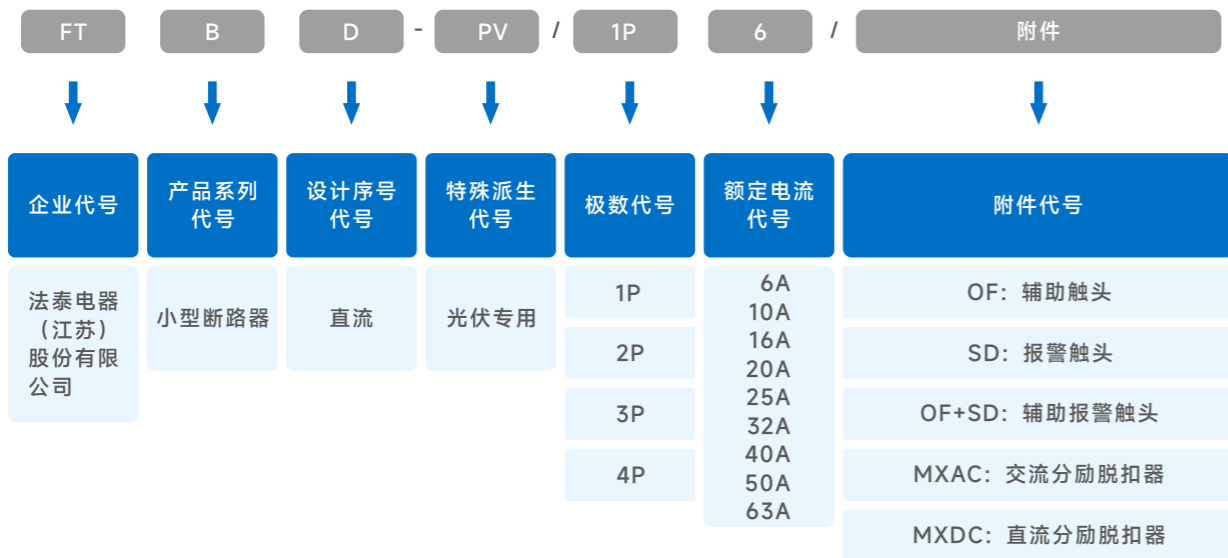 FT B D - PV / 1P 6 / 附件
企业代号
产品系列
代号
设计序号
代号
特殊派生
代号
极数代号
额定电流
代号
附件代号
法泰电器
（江苏）
股份有限
公司
小型断路器
直流
光伏专用
1P
2P
3P
4P
6A
10A
16A
20A
25A
32A
40A
50A
63A
OF：辅助触头
SD：报警触头
OF+SD：辅助报警触头
MXAC：交流分励脱扣器
MXDC：直流分励脱扣器